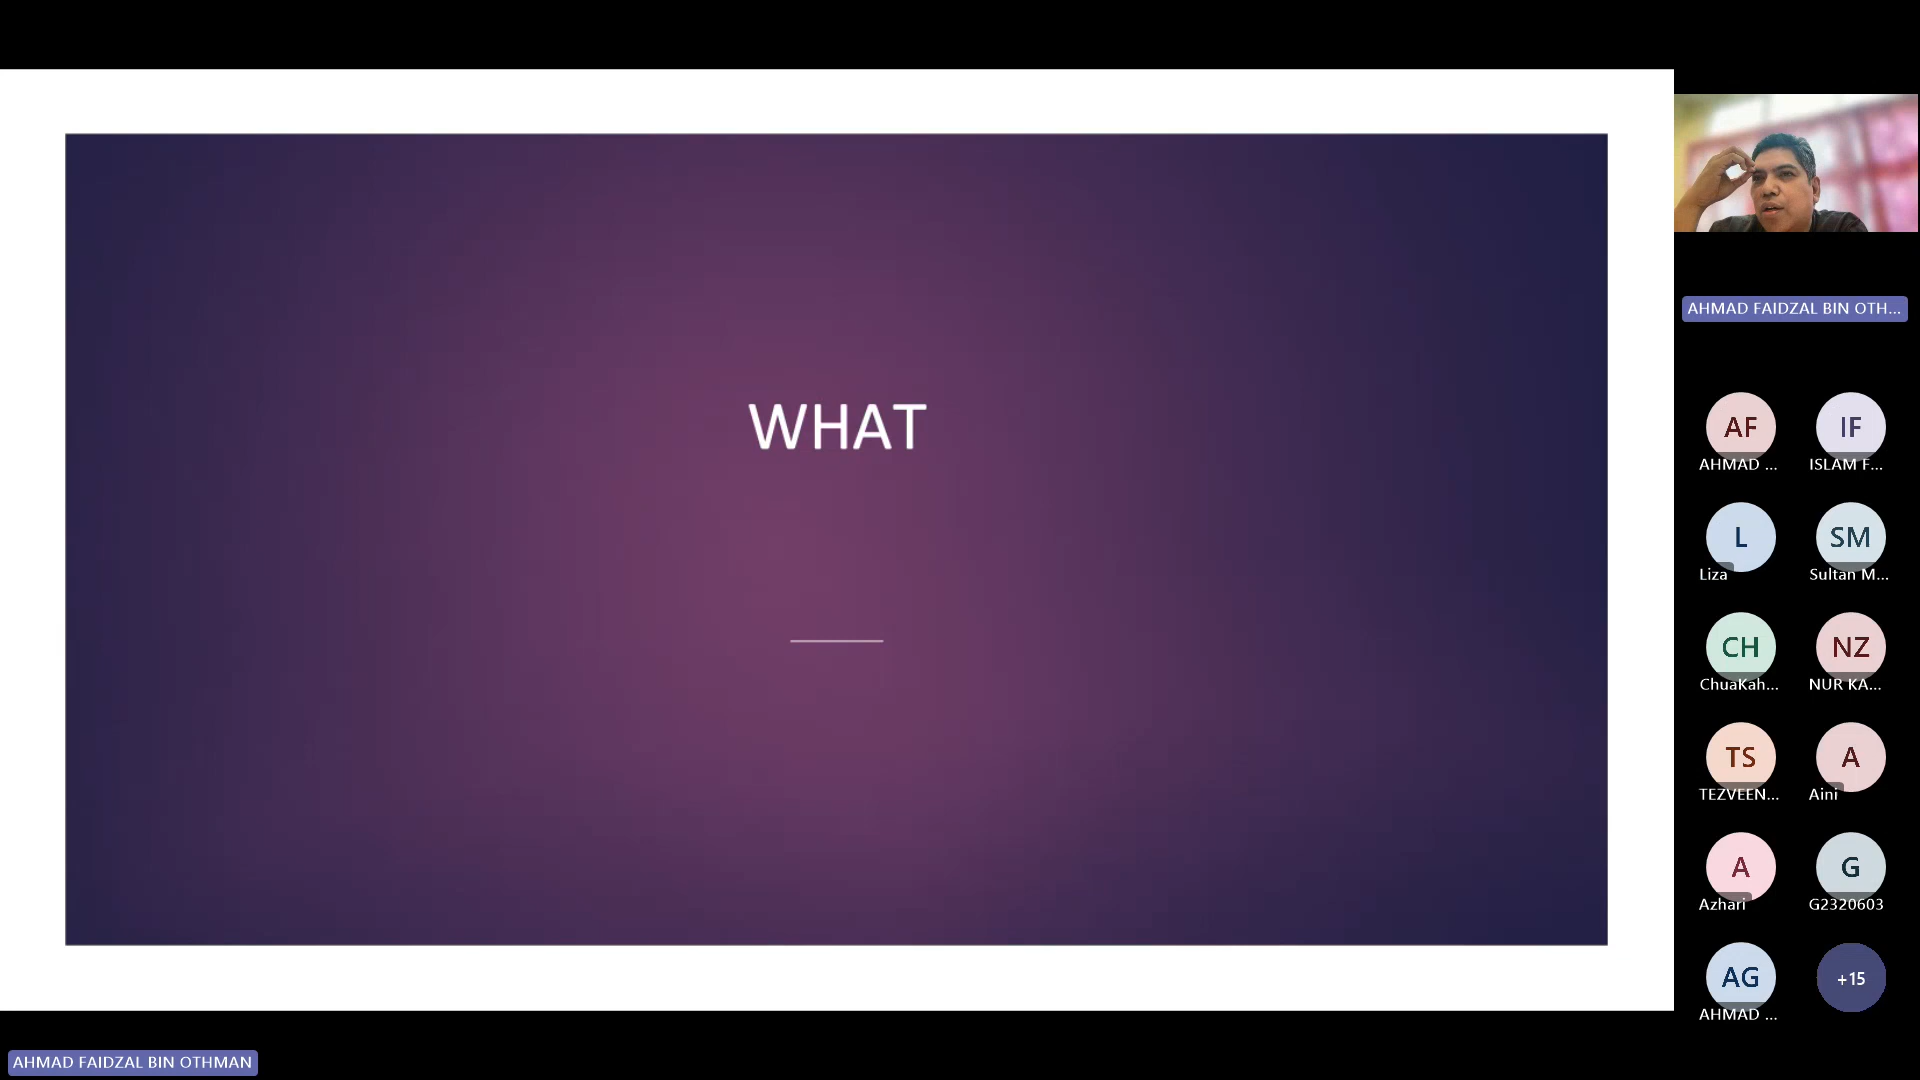 WHAT
AHMAD FAIDZAL BIN OTH...
AF
IF
AHMAD ...
ISLAM F...
L
SM
Liza
Sultan M...
CH
NZ
ChuaKah...
NUR KA...
TS
A
TEZVEEN...
Aini
A
G
Azhari
G2320603
AG
+15
AHMAD ...
AHMAD FAIDZAL BIN OTHMAN